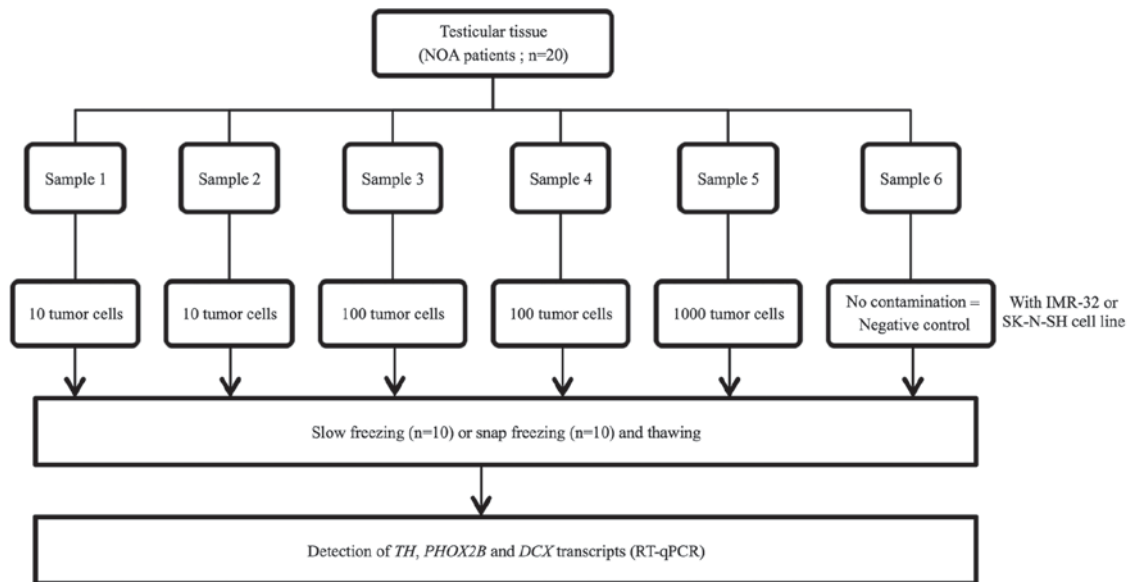 Testicular tissue
(NOA patients ; n=20)
Sample 1
Sample 2
Sample 3
Sample 4
Sample 5
Sample 6
10 tumor cells
10 tumor cells
100 tumor cells
100 tumor cells
1000 tumor cells
No contamination =
Negative control
With IMR-32 or
SK-N-SH cell line
Slow freezing (n=10) or snap freezing (n=10) and thawing
Detection of TH, PHOX2B and DCX transcripts (RT-qPCR)